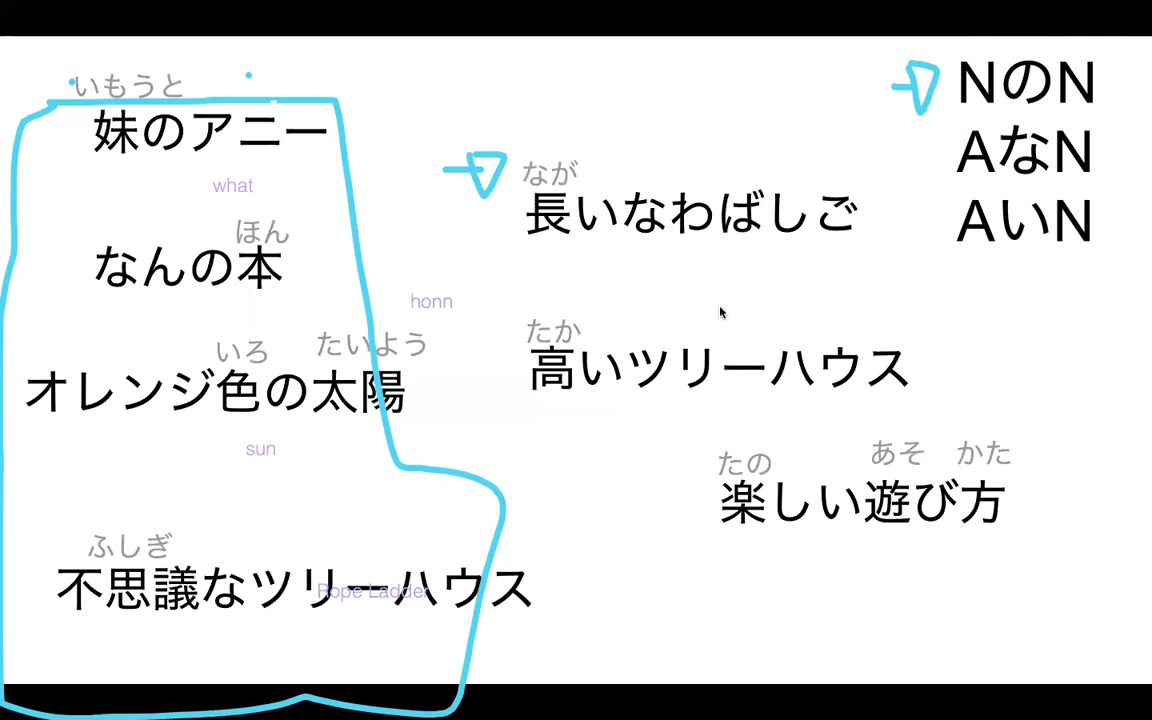 いもうと
妹のアニー
what
ほん
なんの本
honn
いろ たいよう
オレンジ色の太陽
sun
ふしぎ
不思議なツリーハウス
Rope Ladder
なが
長いなわばしご
たか
高いツリーハウス
たの あそ かた
楽しい遊び方
NのN
AなN
AいN